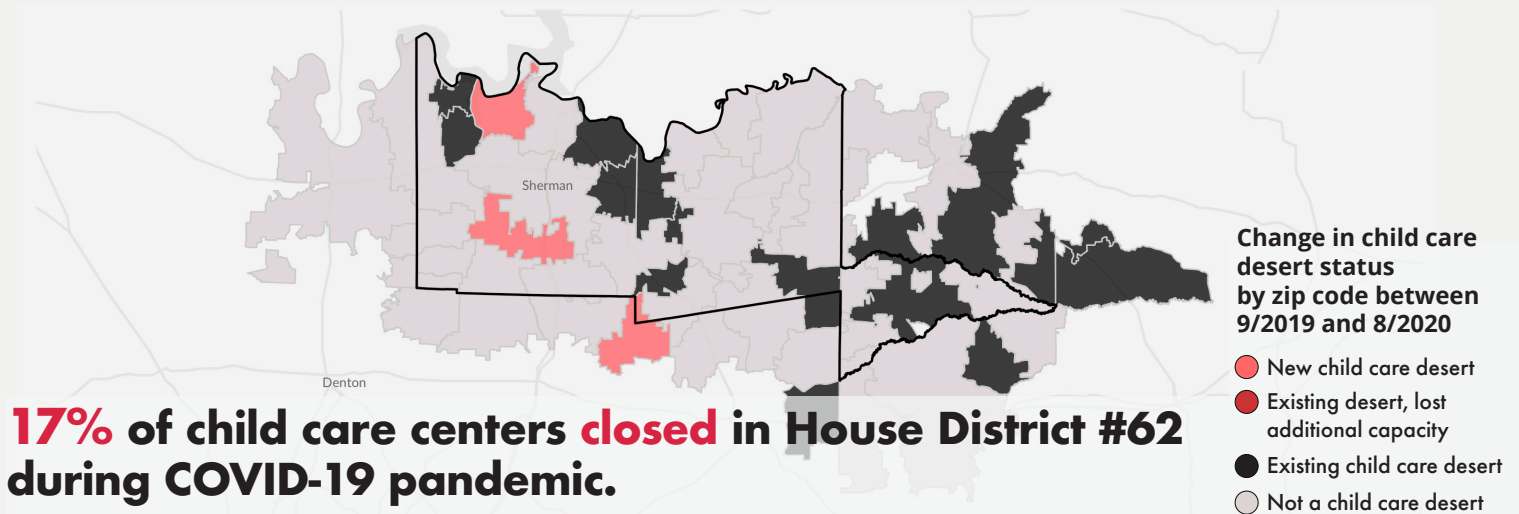 Sherman
Denton
17% of child care centers closed in House District #62
during COVID-19 pandemic.
Change in child care
desert status
by zip code between
9/2019 and 8/2020
New child care desert
Existing desert, lost
additional capacity
Existing child care desert
Not a child care desert